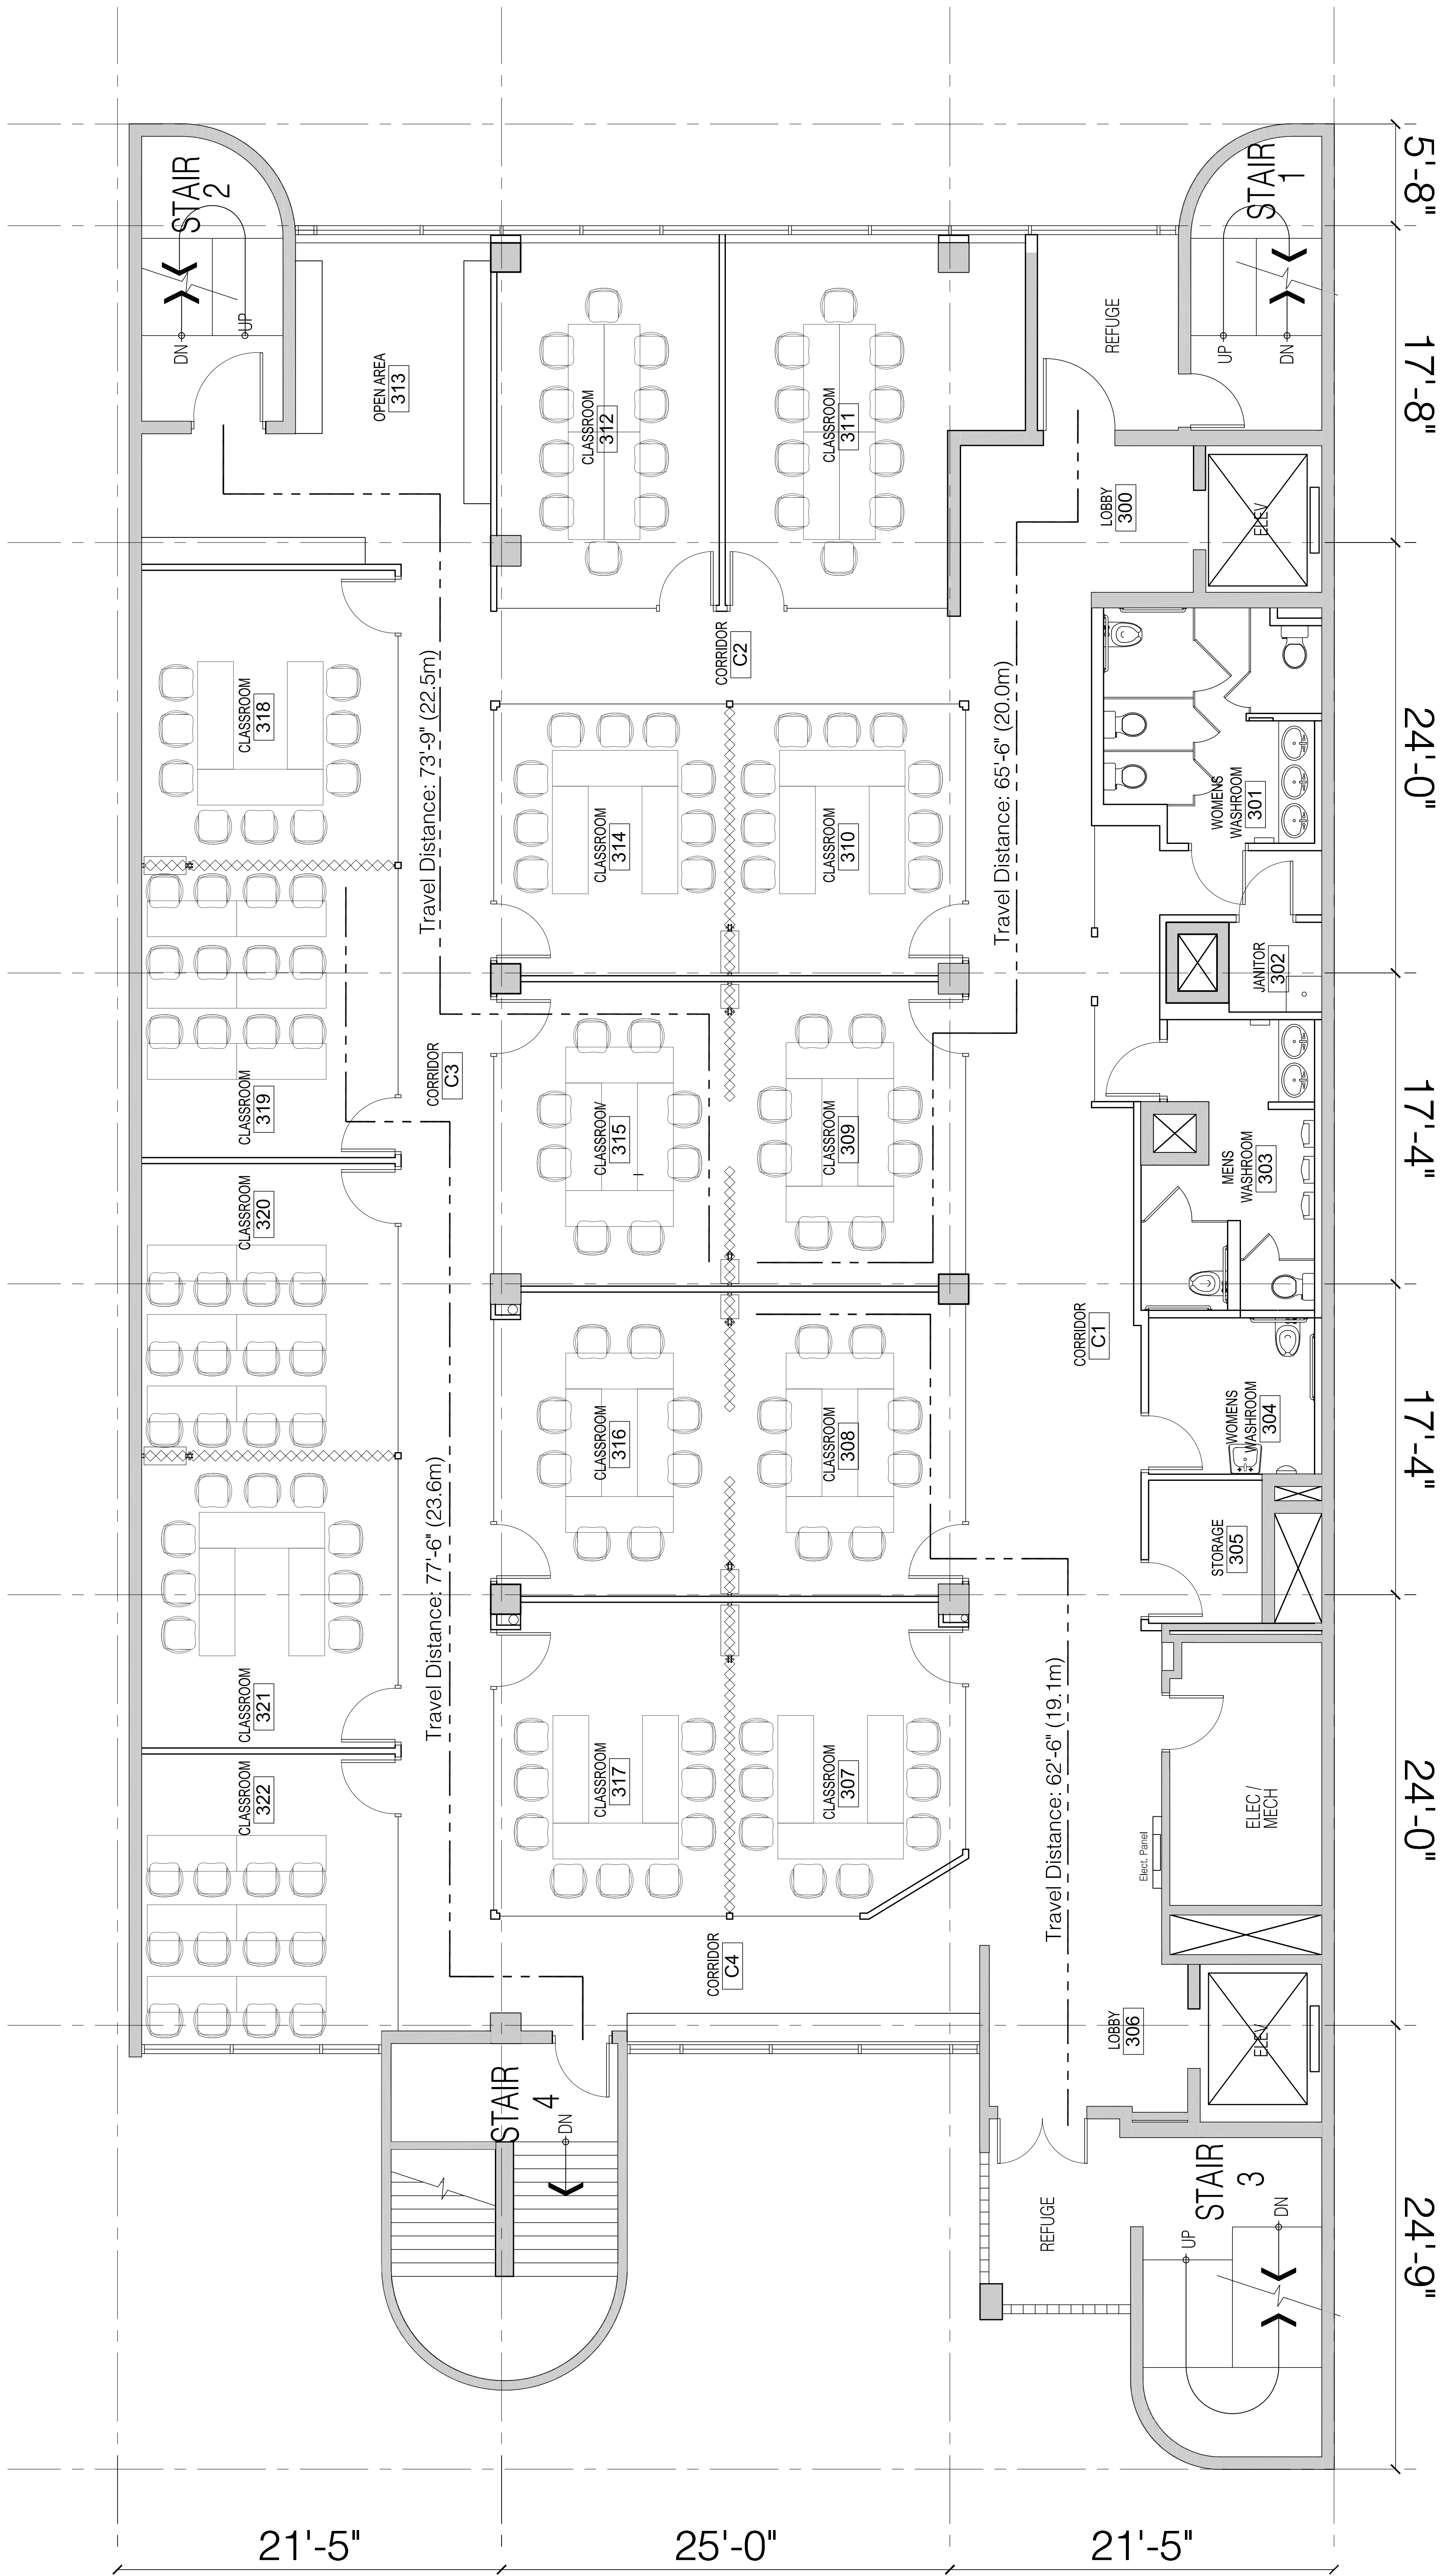 STAIR
2
UP
DN
STAIR
1
UP
DN
5'-8"
17'-8"
24'-0"
17'-4"
17'-4"
24'-0"
24'-9"
OPEN AREA
313
CLASSROOM
312
CLASSROOM
311
REFUGE
LOBBY
300
ELEV
CORRIDOR
C2
CLASSROOM
318
Travel Distance: 73'-9" (22.5m)
CLASSROOM
314
CLASSROOM
310
Travel Distance: 65'-6" (20.0m)
WOMENS
WASHROOM
301
JANITOR
302
CLASSROOM
319
CORRIDOR
C3
CLASSROOM
315
CLASSROOM
309
MENS
WASHROOM
303
CLASSROOM
320
CORRIDOR
C1
CLASSROOM
316
CLASSROOM
308
WOMENS
WASHROOM
304
STORAGE
305
Travel Distance: 77'-6" (23.6m)
CLASSROOM
321
CLASSROOM
322
CLASSROOM
317
CLASSROOM
307
Travel Distance: 62'-6" (19.1m)
ELEC/
MECH
Elect. Panel
CORRIDOR
C4
LOBBY
306
ELEV
STAIR
4
DN
REFUGE
STAIR
3
UP
DN
21'-5"
25'-0"
21'-5"